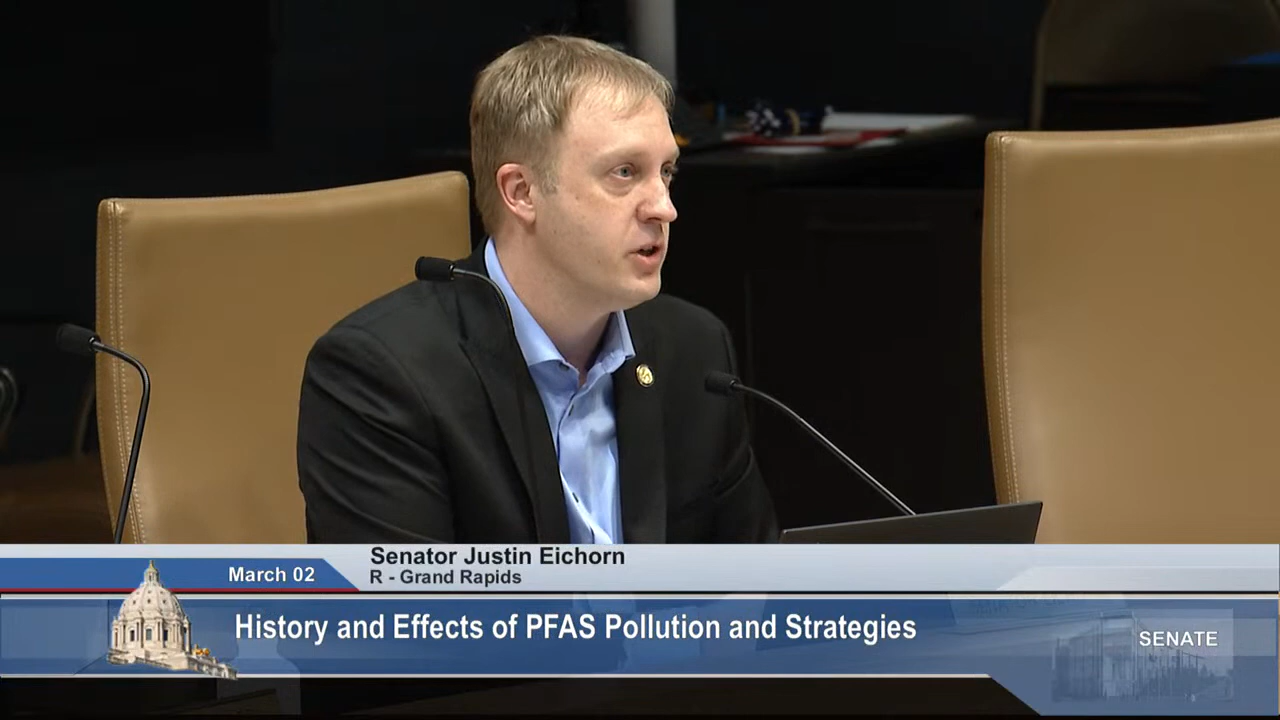 Senator Justin Eichorn
March 02
R - Grand Rapids
History and Effects of PFAS Pollution and Strategies
SENATE